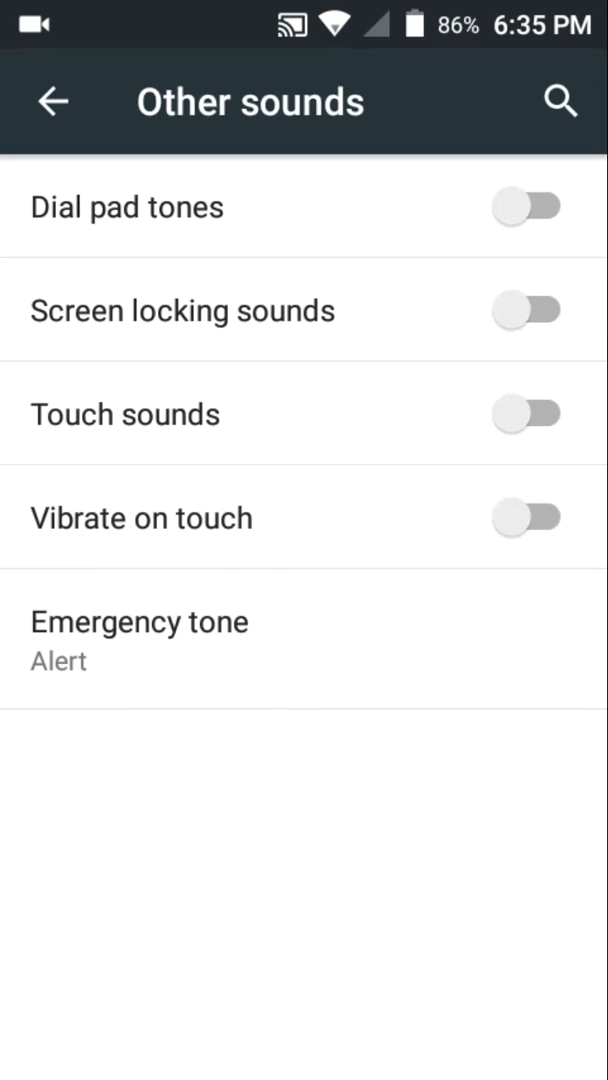 86% 6:35 PM
Other sounds
Dial pad tones
Screen locking sounds
Touch sounds
Vibrate on touch
Emergency tone
Alert